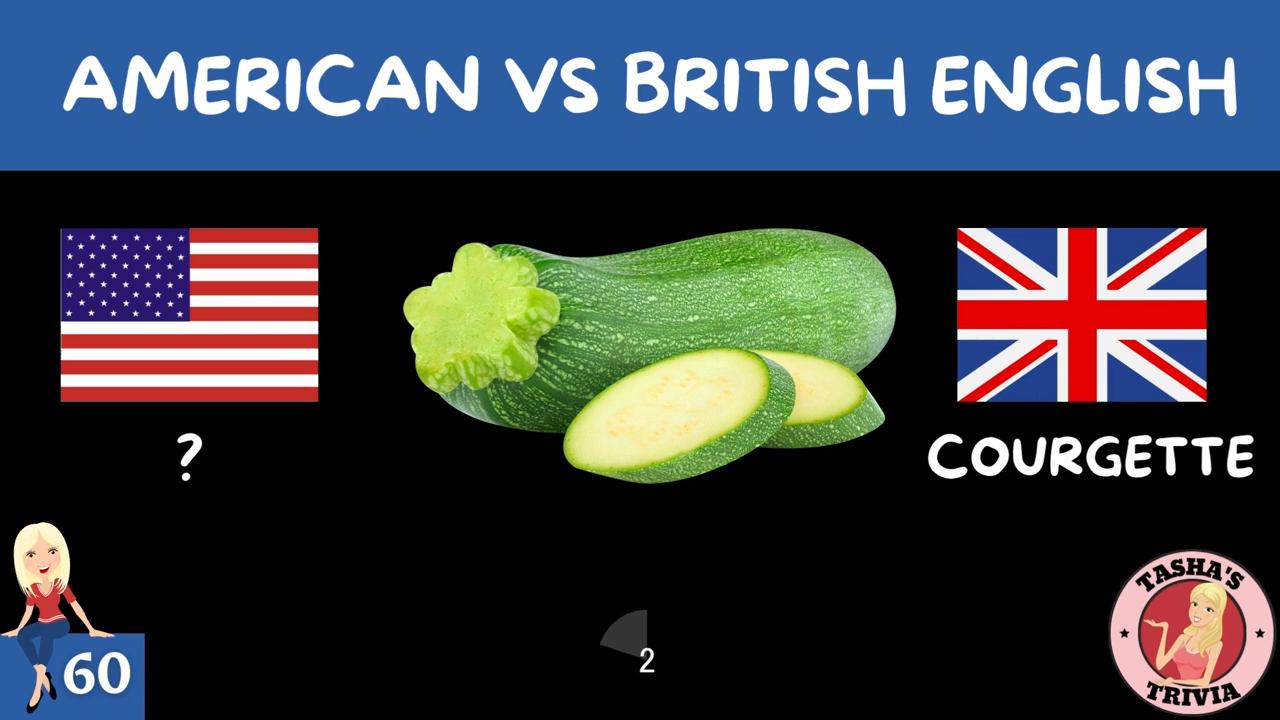 AMERICAN VS BRITISH ENGLISH
?
COURGETTE
60
2
TASHA'S
TRIVIA